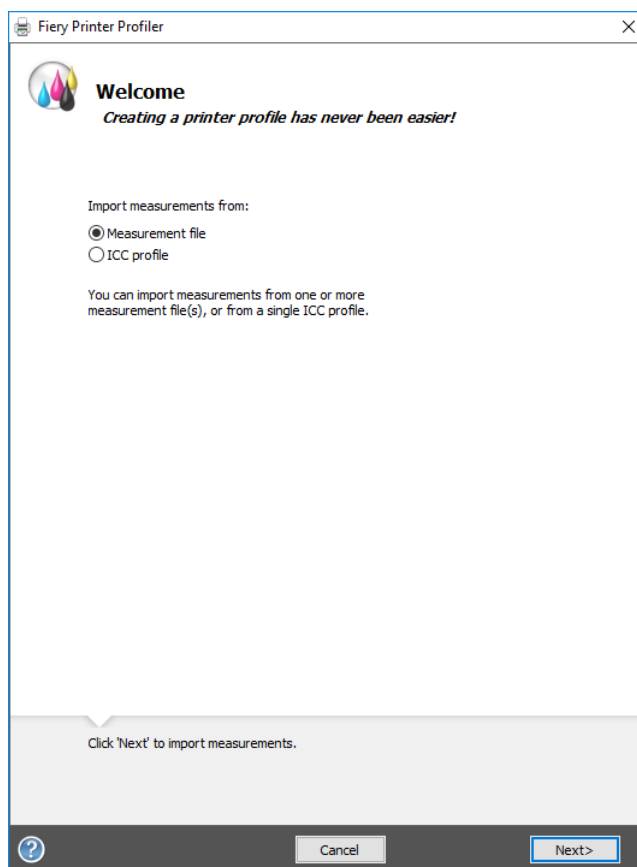 Fiery Printer Profiler
Welcome
Creating a printer profile has never been easier!
Import measurements from:
Measurement file
ICC profile
You can import measurements from one or more
measurement file(s), or from a single ICC profile.
Click 'Next' to import measurements.
?
Cancel
Next>